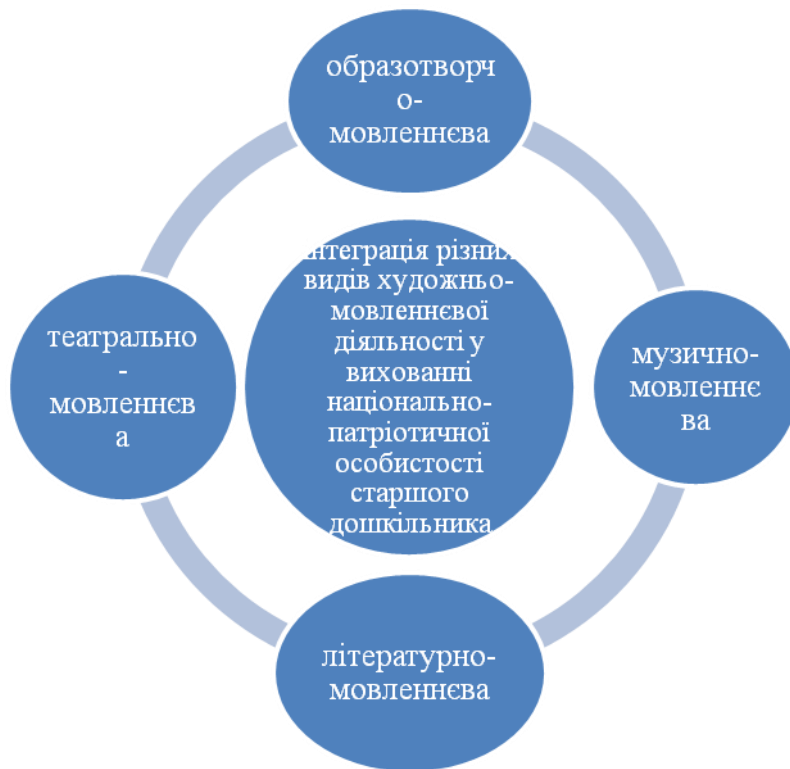 образотворч
о-
мовленнєва
інтеграція різних
видів художньо-
мовленнєвої
діяльності у
вихованні
національно-
патріотичної
особистості
старшого
дошкільника
театрально
-
мовленнєв
а
музично-
мовленнє
ва
літературно-
мовленнєва